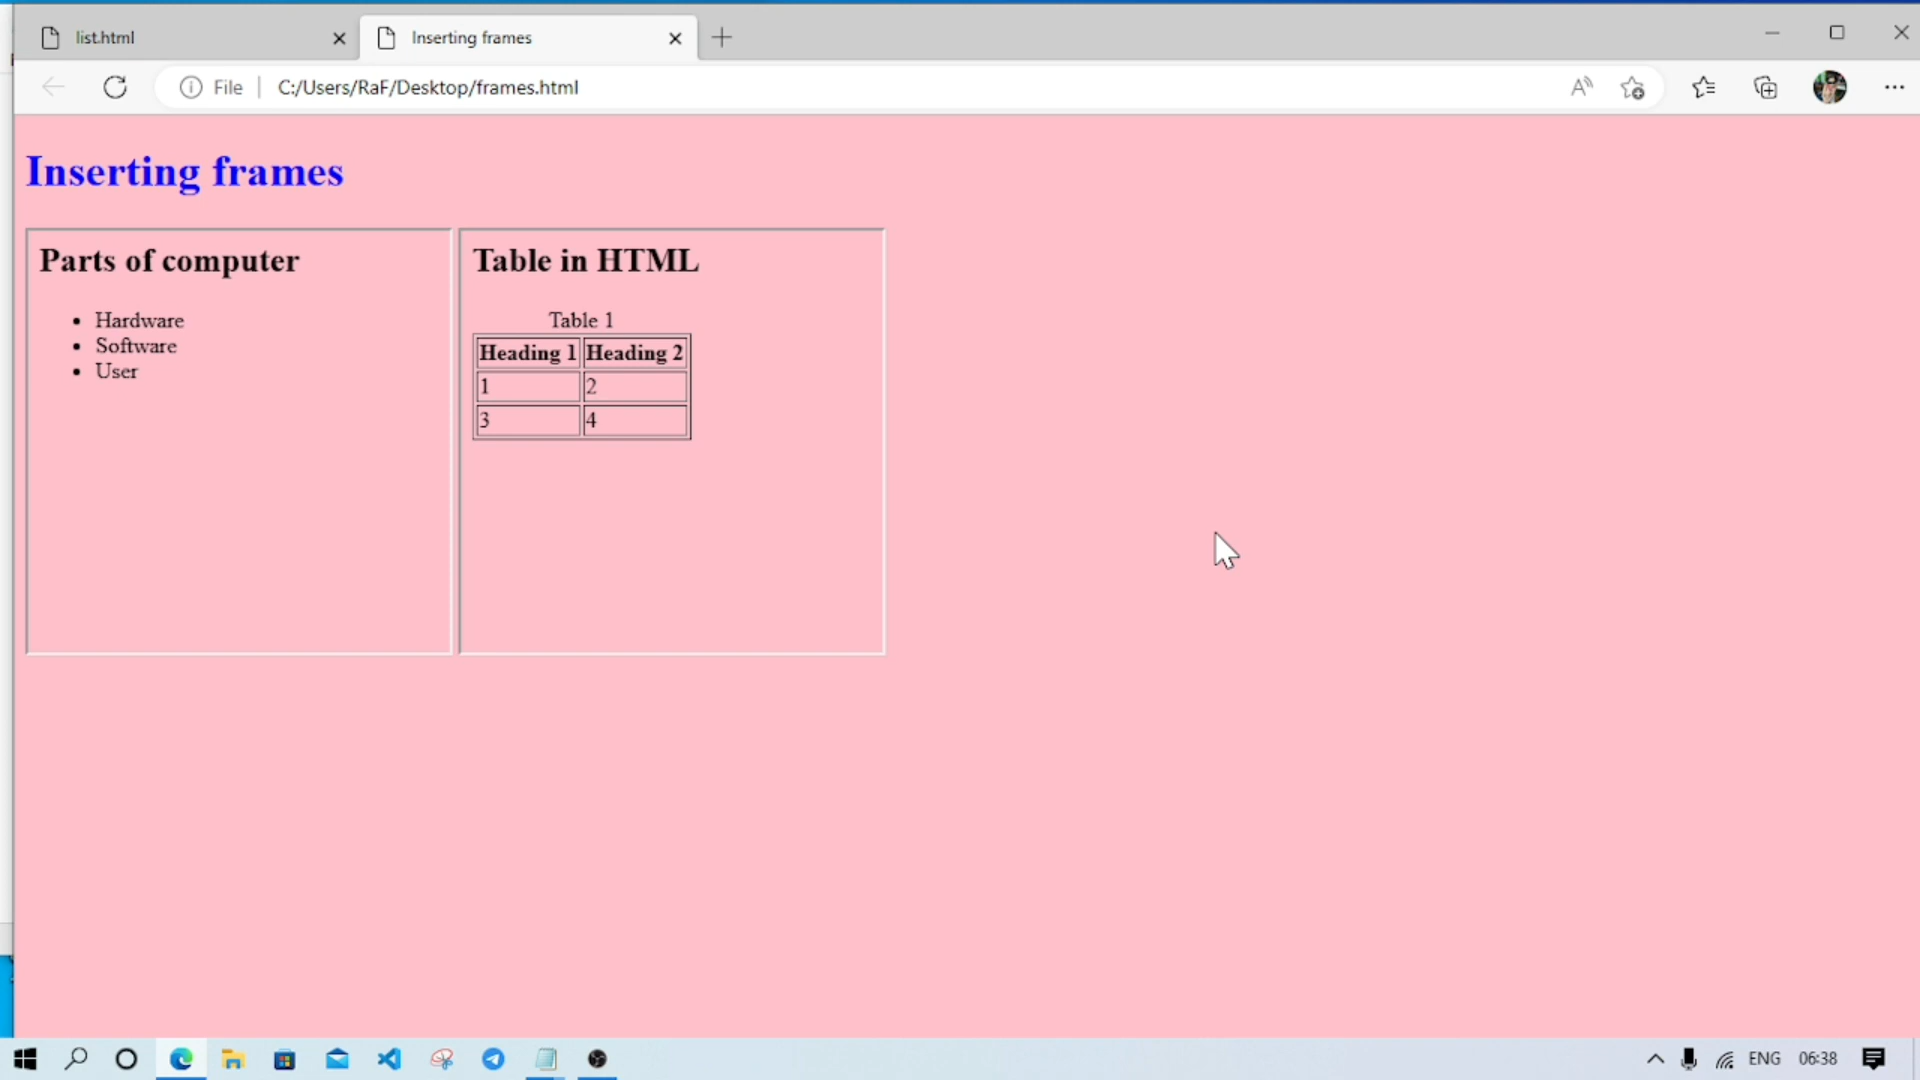 list.html
Inserting frames
File
C:/Users/RaF/Desktop/frames.html
Inserting frames
Parts of computer
Hardware
Software
User
Table in HTML
Table 1
Heading 1 Heading 2
1 2
3 4
ENG 06:38